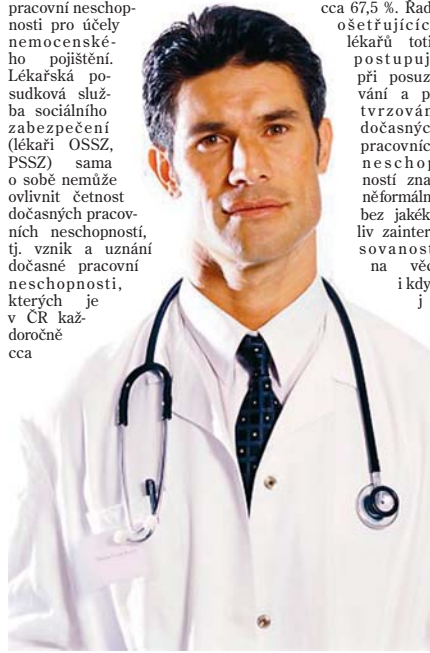 pracovní neschop-
nosti pro účely
nemocenské-
ho pojištění.
Lékařská po-
sudková služ-
ba sociálního
zabezpečení
(lékaři OSSZ,
PSSZ) sama
o sobě nemůže
ovlivnit četnost
dočasných pracov-
ních neschopností,
tj. vznik a uznání
dočasné pracovní
neschopnosti,
kterých je
v ČR kaž-
doročně
cca
cca 67,5 %. Řad
ošetřujícíc
lékařů toti
postupuj
při posuz
vání a p
tvrzován
dočasnýc
pracovníc
neschop
ností zna
něformáln
bez jakék
liv zainter
sovanost
na věc
i kdy
j